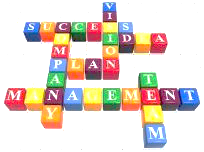 VISION
SUCCESS
IDEA
COMPANY
PLAN
MANAGEMENT
TEAM